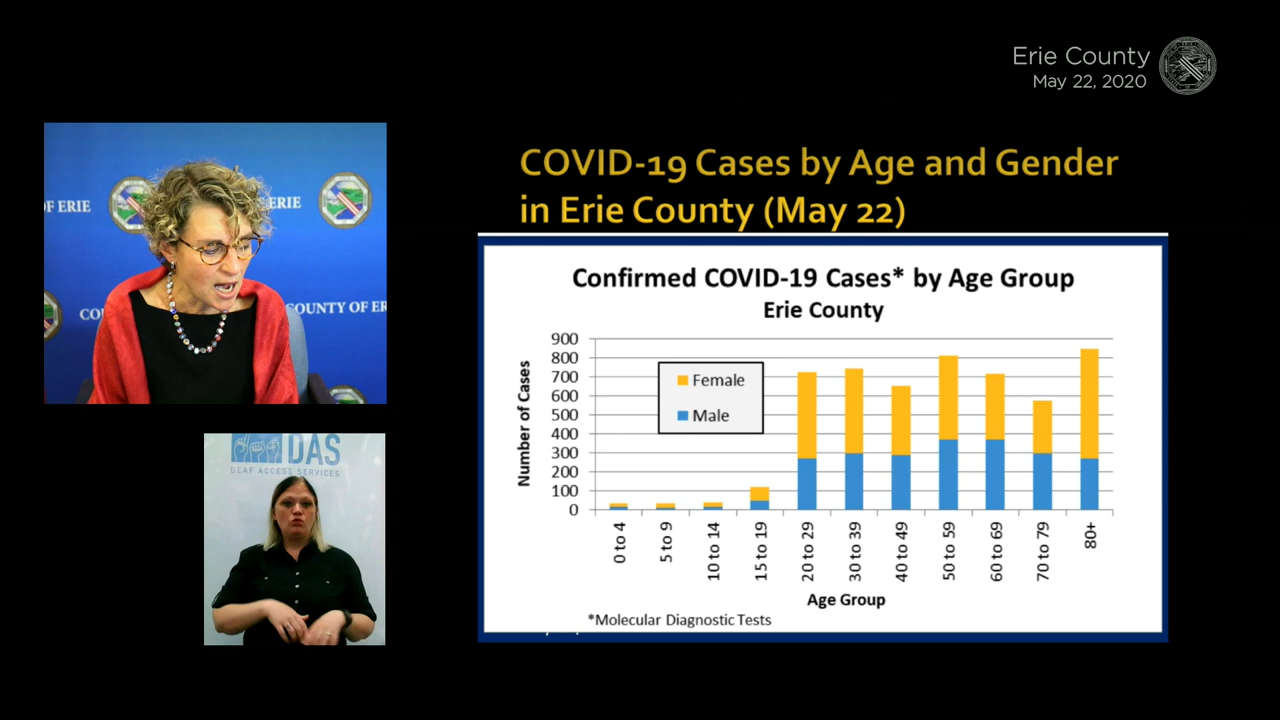 Erie County
May 22, 2020
OF ERIE
ERIE
COUNTY OF ER
DAS
DEAF ACCESS SERVICES
COVID-19 Cases by Age and Gender
in Erie County (May 22)
Confirmed COVID-19 Cases* by Age Group
Erie County
Number of Cases
900
800
700
600
500
400
300
200
100
0
Female
Male
0 to 4
5 to 9
10 to 14
15 to 19
20 to 29
30 to 39
40 to 49
50 to 59
60 to 69
70 to 79
80+
Age Group
*Molecular Diagnostic Tests